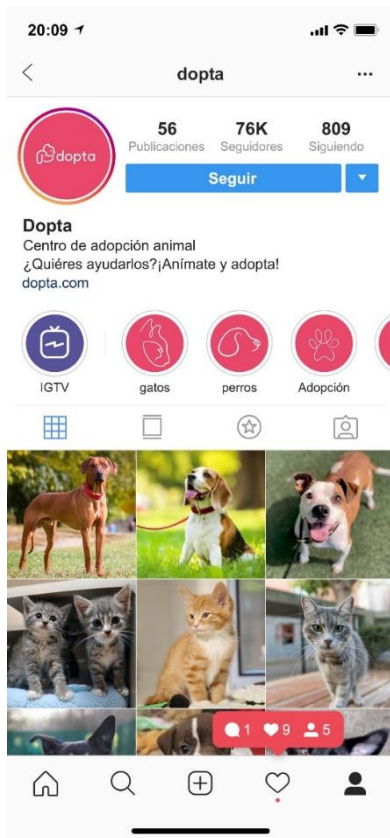 20:09
dopta
dopta
56 76K 809
Publicaciones Seguidores Siguiendo
Seguir
Dopta
Centro de adopción animal
¿Quiéres ayudarlos?¡Anímate y adopta!
dopta.com
IGTV gatos perros Adopción
1 9 5